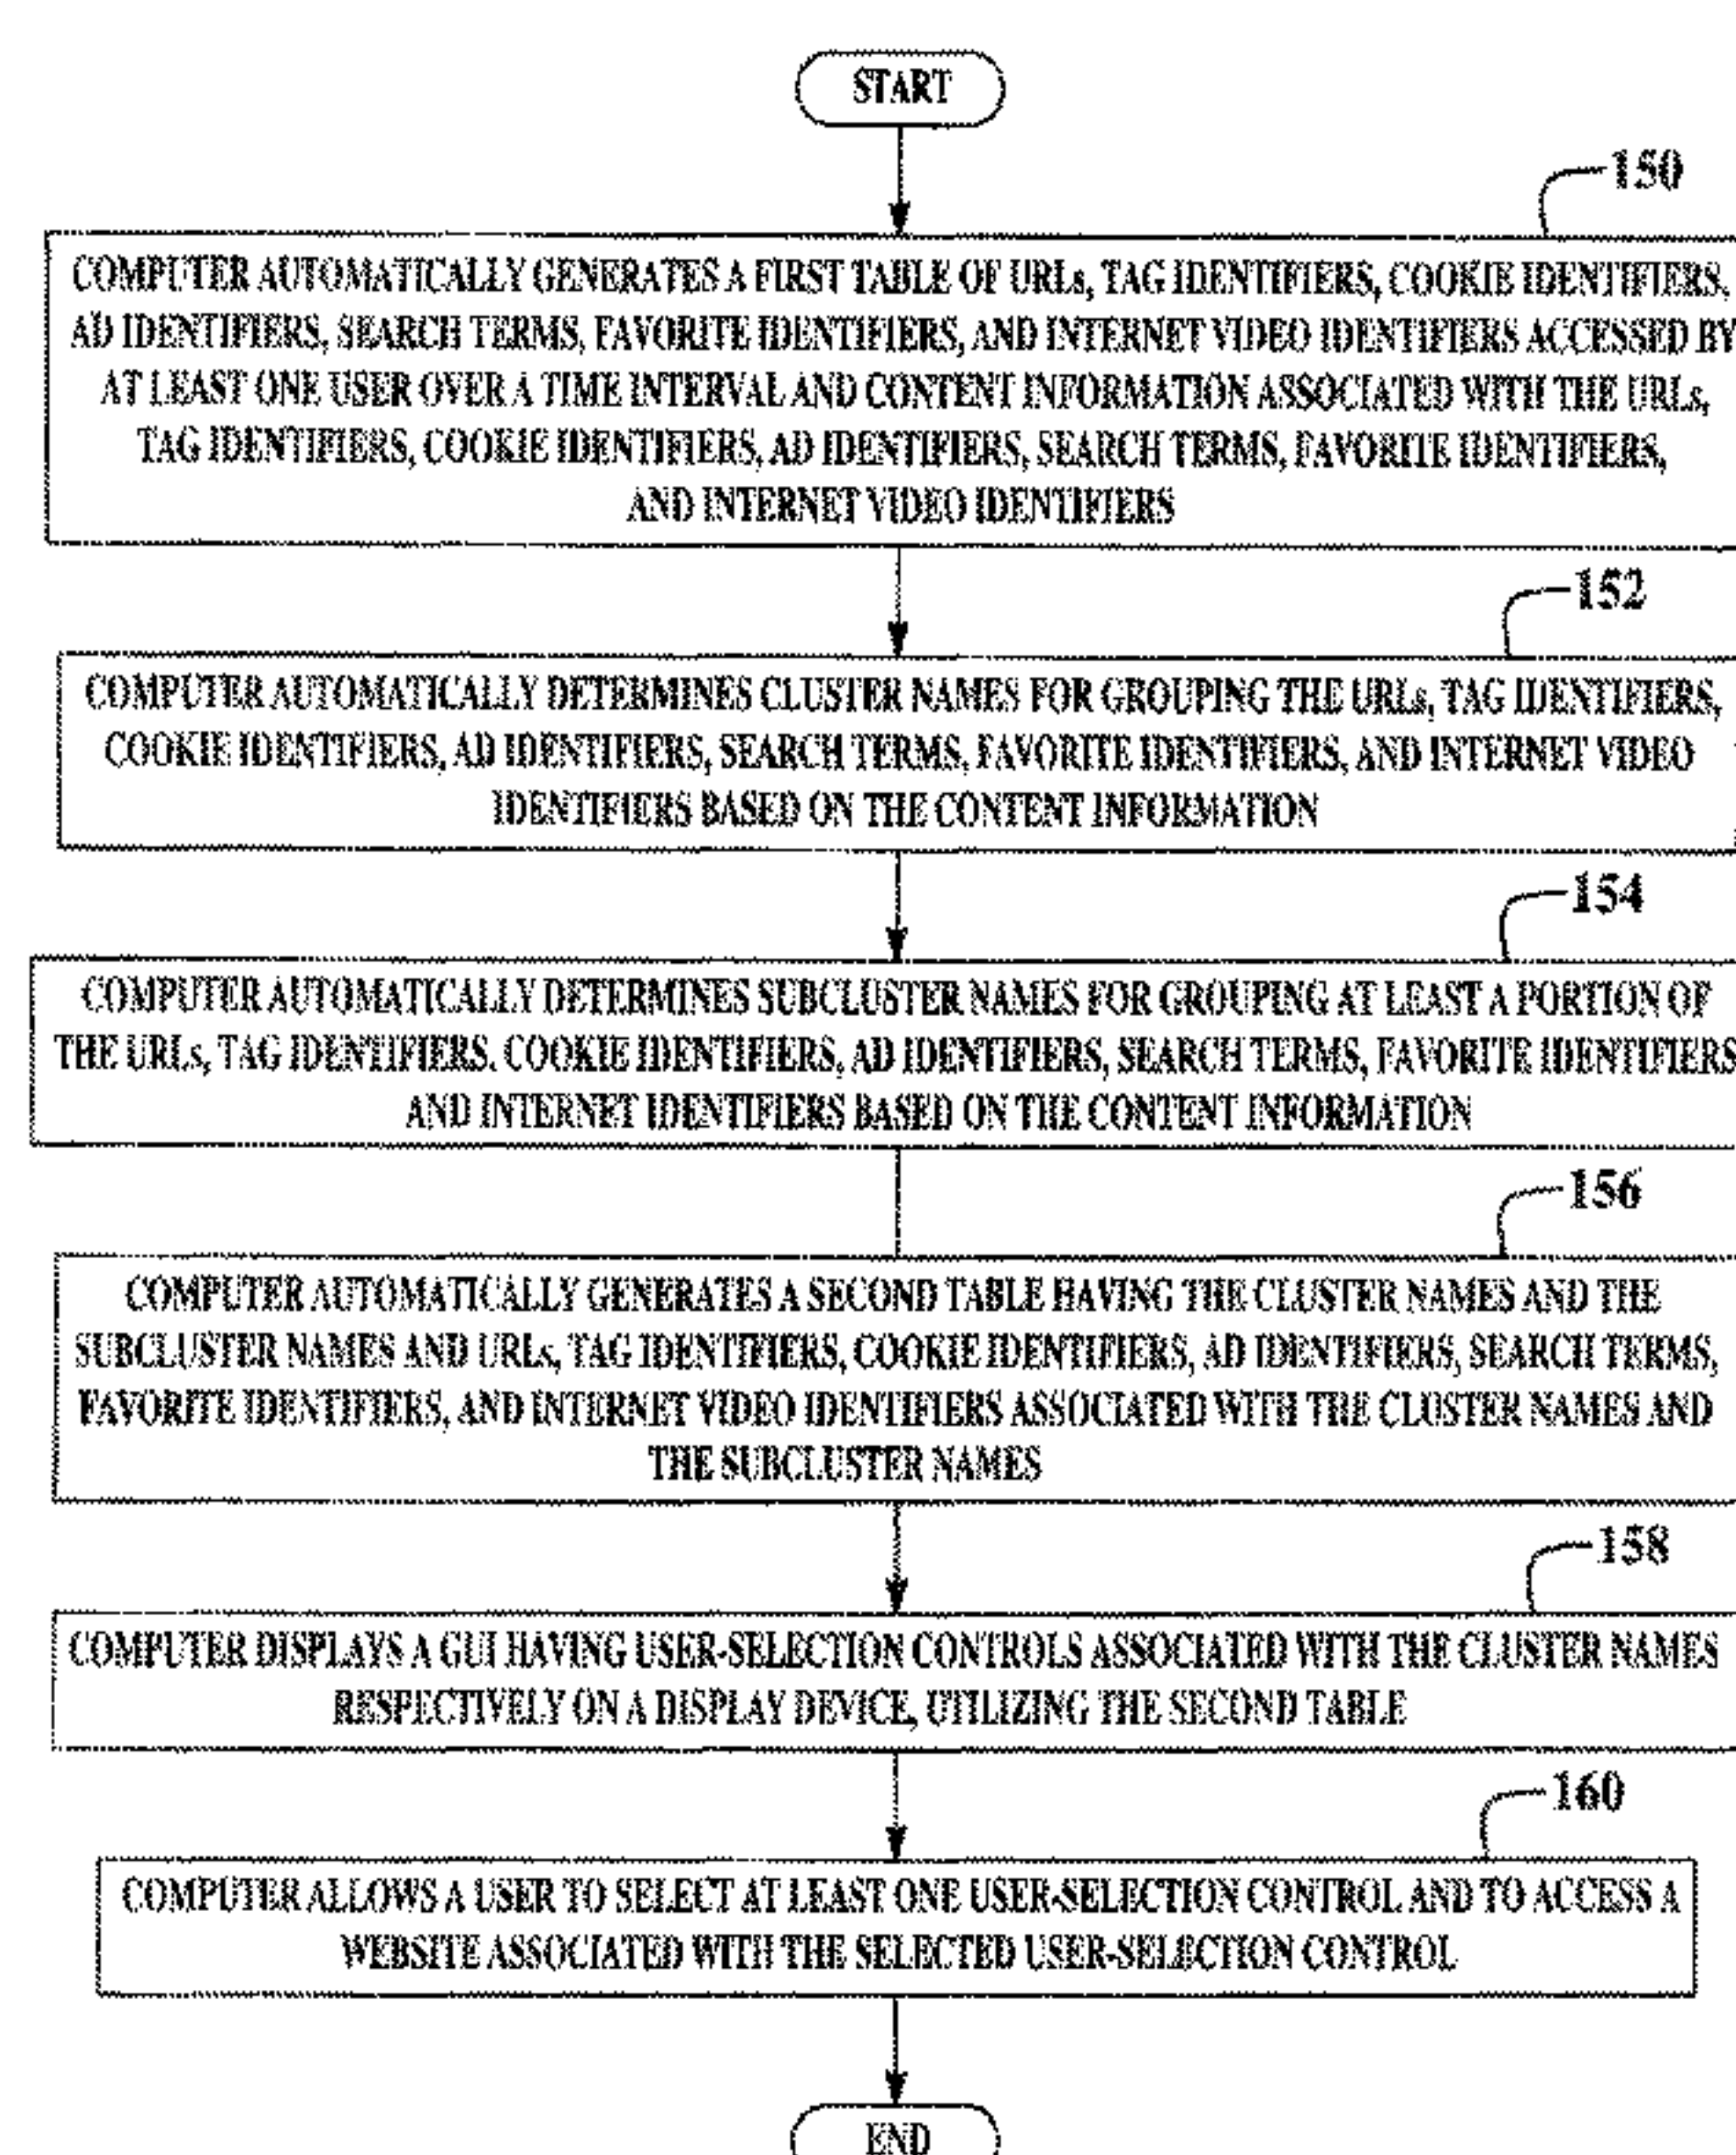 START
150
COMPUTER AUTOMATICALLY GENERATES A FIRST TABLE OF URLs, TAG IDENTIFIERS, COOKIE IDENTIFIERS,
AD IDENTIFIERS, SEARCH TERMS, FAVORITE IDENTIFIERS, AND INTERNET VIDEO IDENTIFIERS ACCESSED BY
AT LEAST ONE USER OVER A TIME INTERVAL AND CONTENT INFORMATION ASSOCIATED WITH THE URLs,
TAG IDENTIFIERS, COOKIE IDENTIFIERS, AD IDENTIFIERS, SEARCH TERMS, FAVORITE IDENTIFIERS,
AND INTERNET VIDEO IDENTIFIERS
152
COMPUTER AUTOMATICALLY DETERMINES CLUSTER NAMES FOR GROUPING THE URLs, TAG IDENTIFIERS,
COOKIE IDENTIFIERS, AD IDENTIFIERS, SEARCH TERMS, FAVORITE IDENTIFIERS, AND INTERNET VIDEO
IDENTIFIERS BASED ON THE CONTENT INFORMATION
154
COMPUTER AUTOMATICALLY DETERMINES SUBCLUSTER NAMES FOR GROUPING AT LEAST A PORTION OF
THE URLs, TAG IDENTIFIERS. COOKIE IDENTIFIERS, AD IDENTIFIERS, SEARCH TERMS, FAVORITE IDENTIFIERS
AND INTERNET IDENTIFIERS BASED ON THE CONTENT INFORMATION
156
COMPUTER AUTOMATICALLY GENERATES A SECOND TABLE HAVING THE CLUSTER NAMES AND THE
SUBCLUSTER NAMES AND URLs, TAG IDENTIFIERS, COOKIE IDENTIFIERS, AD IDENTIFIERS, SEARCH TERMS,
FAVORITE IDENTIFIERS, AND INTERNET VIDEO IDENTIFIERS ASSOCIATED WITH THE CLUSTER NAMES AND
THE SUBCLUSTER NAMES
158
COMPUTER DISPLAYS A GUI HAVING USER-SELECTION CONTROLS ASSOCIATED WITH THE CLUSTER NAMES
RESPECTIVELY ON A DISPLAY DEVICE, UTILIZING THE SECOND TABLE
160
COMPUTER ALLOWS A USER TO SELECT AT LEAST ONE USER-SELECTION CONTROL AND TO ACCESS A
WEBSITE ASSOCIATED WITH THE SELECTED USER-SELECTION CONTROL
END